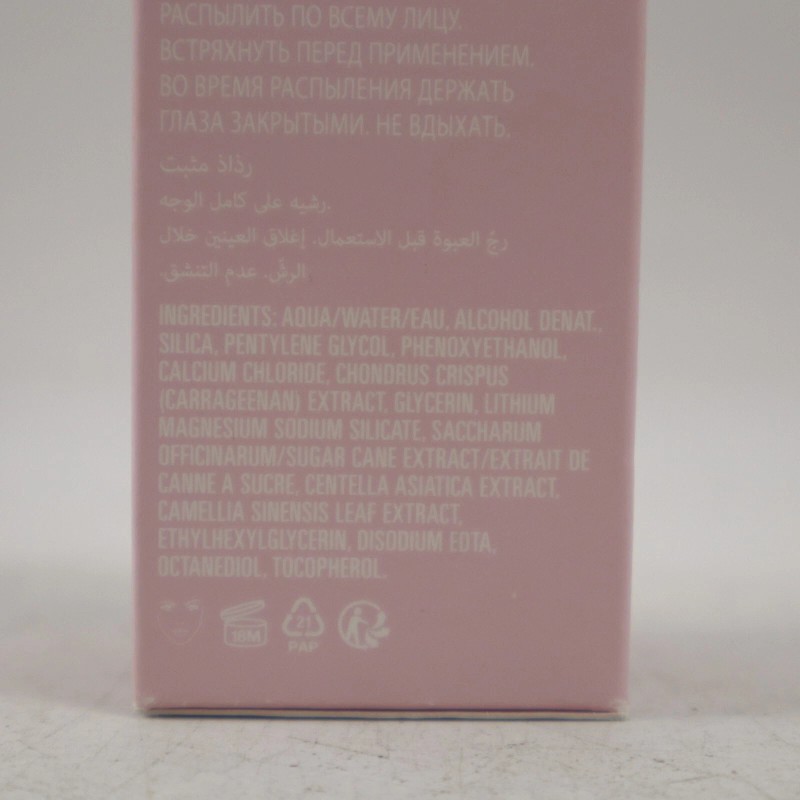 РАСПЫЛИТЬ ПО ВСЕМУ ЛИЦУ.
ВСТРЯХНУТЬ ПЕРЕД ПРИМЕНЕНИЕМ.
ВО ВРЕМЯ РАСПЫЛЕНИЯ ДЕРЖАТЬ
ГЛАЗА ЗАКРЫТЫМИ. НЕ ВДЫХАТЬ.
رذاذ مثبت
رشيه على كامل الوجه.
رجّ العبوة قبل الاستعمال. إغلاق العينين خلال
الرشّ. عدم التنشق.
INGREDIENTS: AQUA/WATER/EAU, ALCOHOL DENAT.,
SILICA, PENTYLENE GLYCOL, PHENOXYETHANOL,
CALCIUM CHLORIDE, CHONDRUS CRISPUS
(CARRAGEENAN) EXTRACT, GLYCERIN, LITHIUM
MAGNESIUM SODIUM SILICATE, SACCHARUM
OFFICINARUM/SUGAR CANE EXTRACT/EXTRAIT DE
CANNE A SUCRE, CENTELLA ASIATICA EXTRACT,
CAMELLIA SINENSIS LEAF EXTRACT,
ETHYLHEXYLGLYCERIN, DISODIUM EDTA,
OCTANEDIOL, TOCOPHEROL.
18M
21
PAP